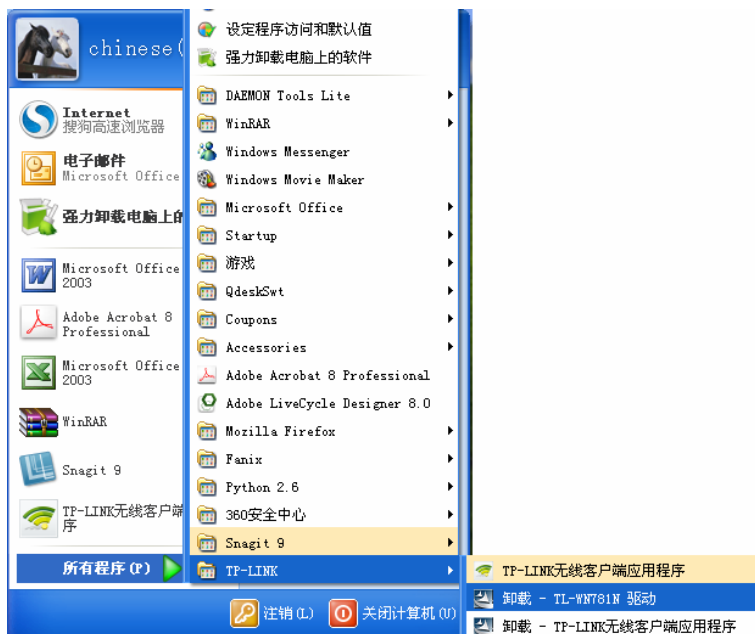 chinese(
Internet
搜狗高速浏览器
电子邮件
Microsoft Office
强力卸载电脑上的
Microsoft Office
2003
Adobe Acrobat 8
Professional
Microsoft Office
2003
WinRAR
Snagit 9
TP-LINK无线客户端
序
所有程序(P)
设定程序访问和默认值
强力卸载电脑上的软件
DAEMON Tools Lite
WinRAR
Windows Messenger
Windows Movie Maker
Microsoft Office
Startup
游戏
QdeskSwt
Coupons
Accessories
Adobe Acrobat 8 Professional
Adobe LiveCycle Designer 8.0
Mozilla Firefox
Fanix
Python 2.6
360安全中心
Snagit 9
TP-LINK
TP-LINK无线客户端应用程序
卸载 - TL-WN781N 驱动
卸载 - TP-LINK无线客户端应用程序
注销(L)
关闭计算机(U)